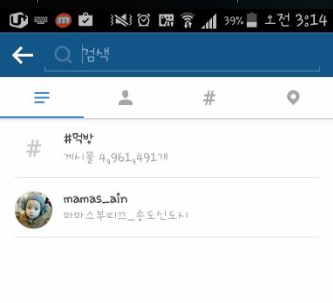 39% 오전 3:14
검색
#먹방
게시물 4,961,491개
mamas_ain
마마스부띠끄_송도신도시